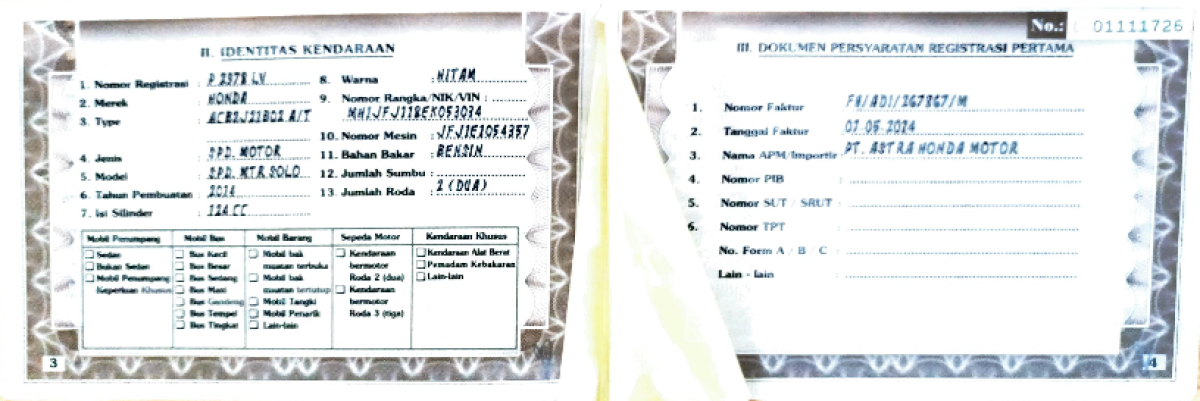 II. IDENTITAS KENDARAAN
1. Nomor Registrasi : P 2378 LV
2. Merek : HONDA
3. Type : ACB2J22B02 A/T
4. Jenis : SPD. MOTOR
5. Model : SPD. MTR SOLO
6. Tahun Pembuatan : 2014
7. Isi Silinder : 124 CC
8. Warna : HITAM
9. Nomor Rangka/NIK/VIN :
10. Nomor Mesin :
11. Bahan Bakar : BENSIN
12. Jumlah Sumbu :
13. Jumlah Roda : 2 (DUA)
Mobil Penumpang
Sedan
Bukan Sedan
Mobil Penumpang
Keperluan Khusus
Mobil Bus
Bus Kecil
Bus Besar
Bus Sedang
Bus Maxi
Bus Gandeng
Bus Tempel
Bus Tingkat
Mobil Barang
Mobil bak
muatan terbuka
Mobil bak
muatan tertutup
Mobil Tangki
Mobil Penarik
Lain-lain
Sepeda Motor
Kendaraan
bermotor
Roda 2 (dua)
Kendaraan
bermotor
Roda 3 (tiga)
Kendaraan Khusus
Kendaraan Alat Berat
Pemadam Kebakaran
Lain-lain
3
No.: 01111726
III. DOKUMEN PERSYARATAN REGISTRASI PERTAMA
1. Nomor Faktur : FH/ADI/267867/M
2. Tanggal Faktur : 07.05.2014
3. Nama APM/Importir : PT. ASTRA HONDA MOTOR
4. Nomor PIB :
5. Nomor SUT / SRUT :
6. Nomor TPT :
No. Form A / B C :
Lain - lain :
4